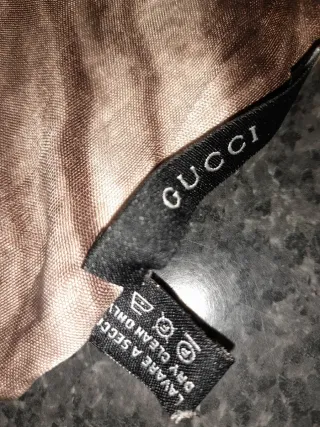 GUCCI
LAVARE A SECCO
DRY CLEAN ONLY